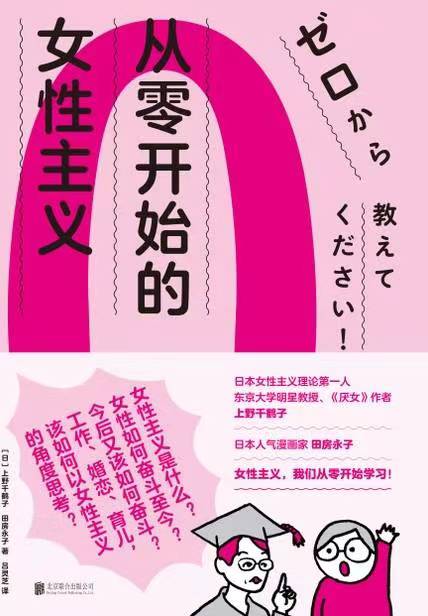 从零开始的
女性主义
ゼロから
教えて
ください!
日本女性主义理论第一人
东京大学明星教授、《厌女》作者
上野千鹤子
日本人气漫画家 田房永子
女性主义，我们从零开始学习!
女性主义是什么?
女性如何奋斗至今?
今后又该如何奋斗?
工作、婚恋、育儿，
该如何以女性主义
的角度思考?
[日] 上野千鹤子 田房永子 著 吕灵芝 译
北京联合出版公司